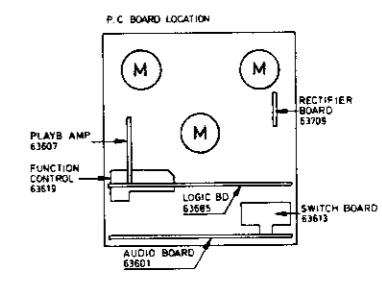 P.C BOARD LOCATION
M
M
M
RECTIFIER
BOARD
63709
PLAYB AMP
63607
FUNCTION
CONTROL
63619
LOGIC BD
63685
SWITCH BOARD
63613
AUDIO BOARD
63601